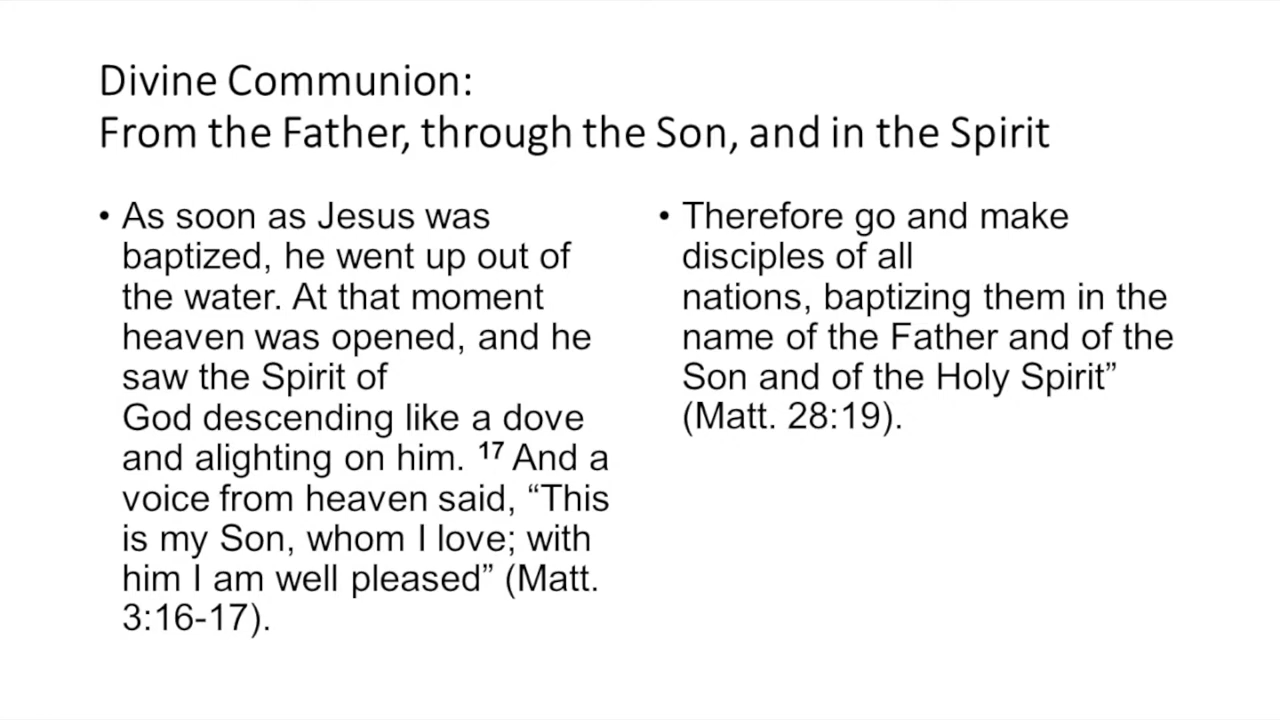 Divine Communion:
From the Father, through the Son, and in the Spirit
• As soon as Jesus was
baptized, he went up out of
the water. At that moment
heaven was opened, and he
saw the Spirit of
God descending like a dove
and alighting on him. 17 And a
voice from heaven said, “This
is my Son, whom I love; with
him I am well pleased” (Matt.
3:16-17).
• Therefore go and make
disciples of all
nations, baptizing them in the
name of the Father and of the
Son and of the Holy Spirit”
(Matt. 28:19).